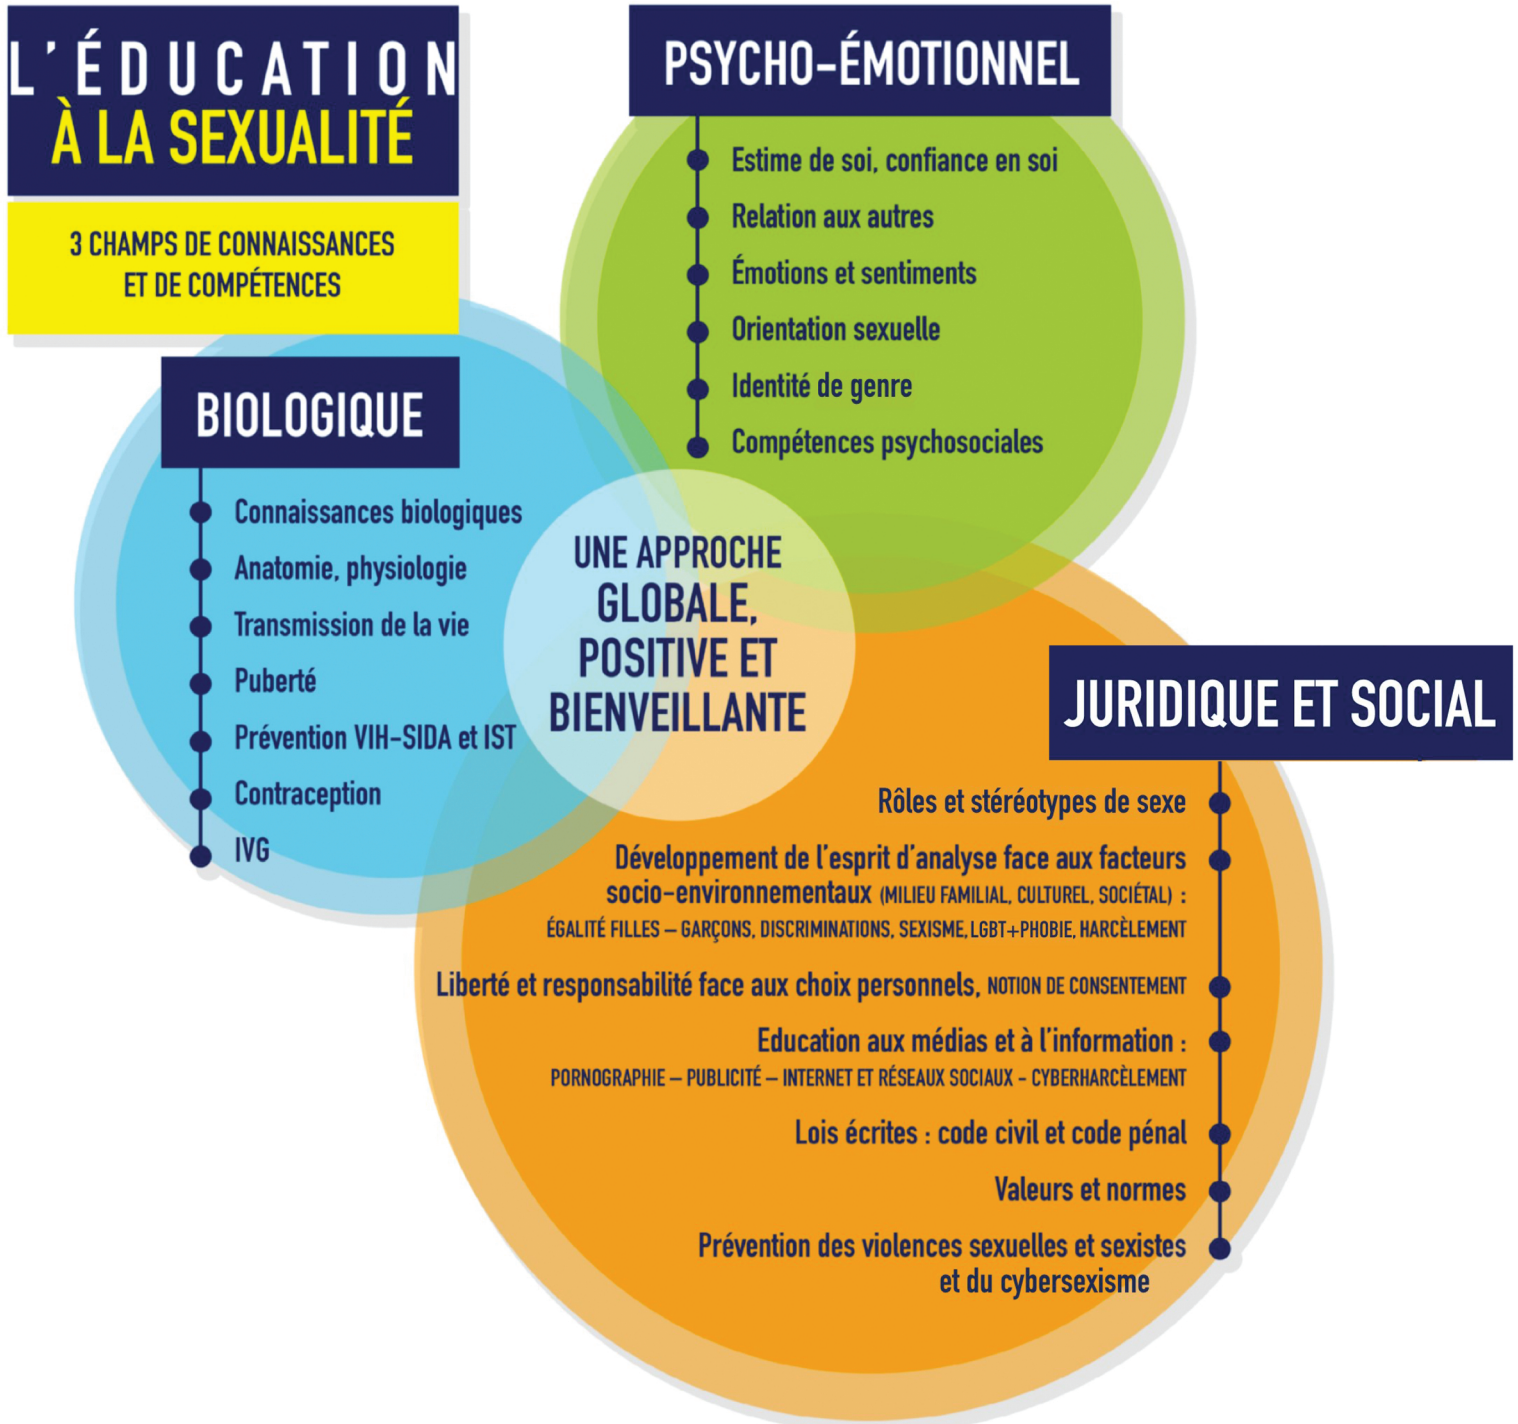 L'ÉDUCATION
À LA SEXUALITÉ
3 CHAMPS DE CONNAISSANCES
ET DE COMPÉTENCES
PSYCHO-ÉMOTIONNEL
Estime de soi, confiance en soi
Relation aux autres
Émotions et sentiments
Orientation sexuelle
Identité de genre
Compétences psychosociales
BIOLOGIQUE
Connaissances biologiques
Anatomie, physiologie
Transmission de la vie
Puberté
Prévention VIH-SIDA et IST
Contraception
IVG
UNE APPROCHE
GLOBALE,
POSITIVE ET
BIENVEILLANTE
JURIDIQUE ET SOCIAL
Rôles et stéréotypes de sexe
Développement de l'esprit d'analyse face aux facteurs
socio-environnementaux (MILIEU FAMILIAL, CULTUREL, SOCIÉTAL) :
ÉGALITÉ FILLES – GARÇONS, DISCRIMINATIONS, SEXISME, LGBT+PHOBIE, HARCÈLEMENT
Liberté et responsabilité face aux choix personnels, NOTION DE CONSENTEMENT
Education aux médias et à l'information :
PORNOGRAPHIE – PUBLICITÉ – INTERNET ET RÉSEAUX SOCIAUX - CYBERHARCÈLEMENT
Lois écrites : code civil et code pénal
Valeurs et normes
Prévention des violences sexuelles et sexistes
et du cybersexisme